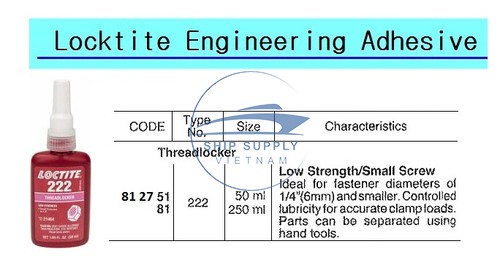 Locktite Engineering Adhesive
LOCTITE
222
THREADLOCKER
CODE Type No. Size Characteristics
SHIP SUPPLY
VIETNAM
Threadlocker
81 27 51 222 50 ml Low Strength/Small Screw
81 250 ml Ideal for fastener diameters of
1/4"(6mm) and smaller. Controlled
lubricity for accurate clamp loads.
Parts can be separated using
hand tools.